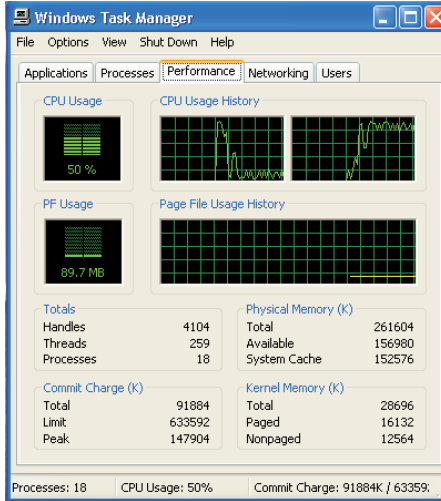 Windows Task Manager
File Options View Shut Down Help
Applications Processes Performance Networking Users
CPU Usage CPU Usage History
50 %
PF Usage Page File Usage History
89.7 MB
Totals Physical Memory (K)
Handles 4104 Total 261604
Threads 259 Available 156980
Processes 18 System Cache 152576
Commit Charge (K) Kernel Memory (K)
Total 91884 Total 28696
Limit 633592 Paged 16132
Peak 147904 Nonpaged 12564
Processes: 18 CPU Usage: 50% Commit Charge: 91884K /